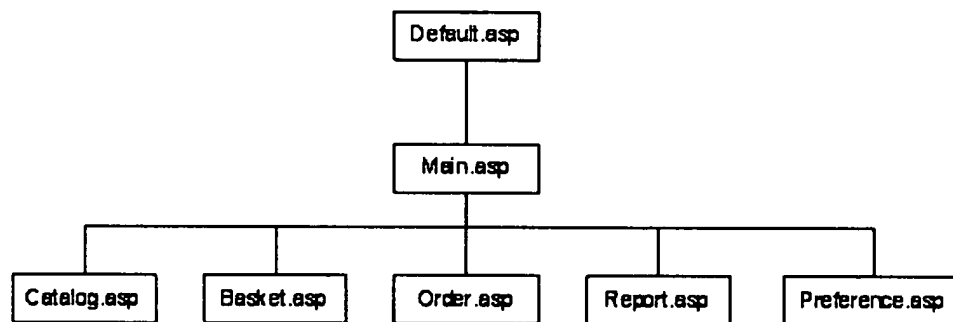 Default.asp
Main.asp
Catalog.asp
Basket.asp
Order.asp
Report.asp
Preference.asp